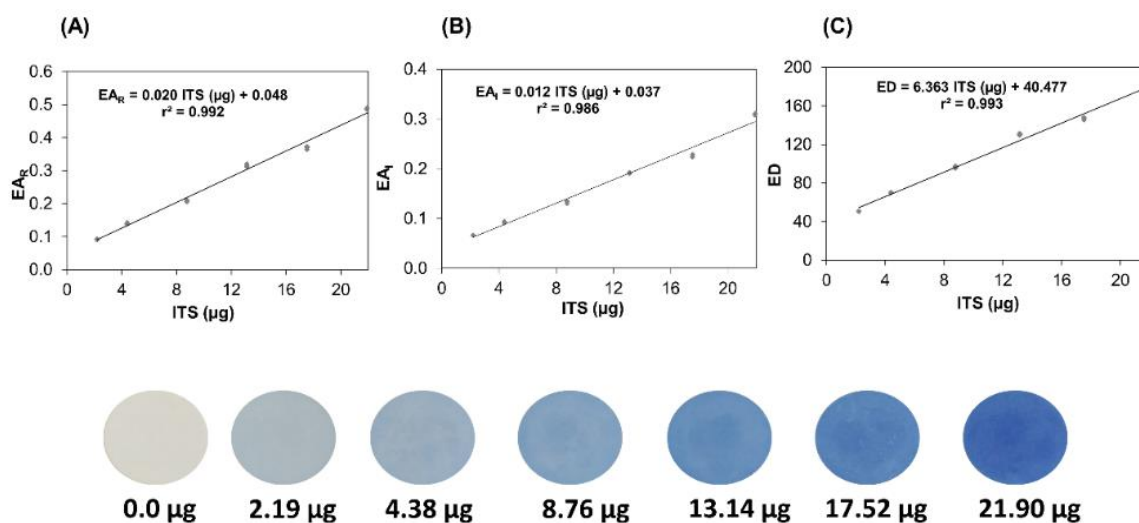 (A)
EA_R = 0.020 ITS (µg) + 0.048
r² = 0.992
0.6
0.5
0.4
0.3
0.2
0.1
0.0
EA_R
0 4 8 12 16 20
ITS (µg)
(B)
EA_I = 0.012 ITS (µg) + 0.037
r² = 0.986
0.4
0.3
0.2
0.1
0.0
EA_I
0 4 8 12 16 20
ITS (µg)
(C)
ED = 6.363 ITS (µg) + 40.477
r² = 0.993
200
160
120
80
40
0
ED
0 4 8 12 16 20
ITS (µg)
0.0 µg 2.19 µg 4.38 µg 8.76 µg 13.14 µg 17.52 µg 21.90 µg